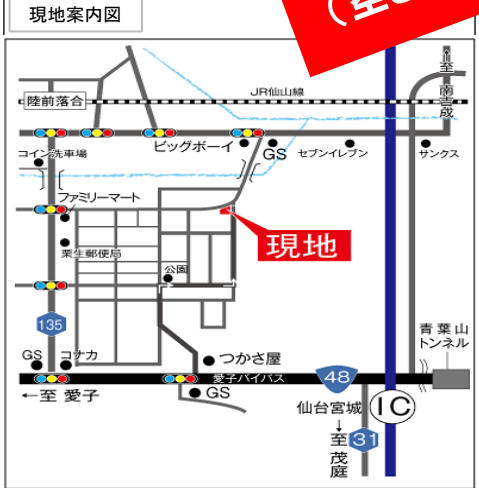 現地案内図
（全
JR仙山線
至
南吉成
陸前落合
ビッグボーイ
GS
セブンイレブン
サンクス
コイン洗車場
ファミリーマート
現地
栗生郵便局
公園
135
青葉山
トンネル
GS
コナカ
つかさ屋
愛子バイパス
48
←至 愛子
GS
仙台宮城
IC
↓
至
茂庭
31